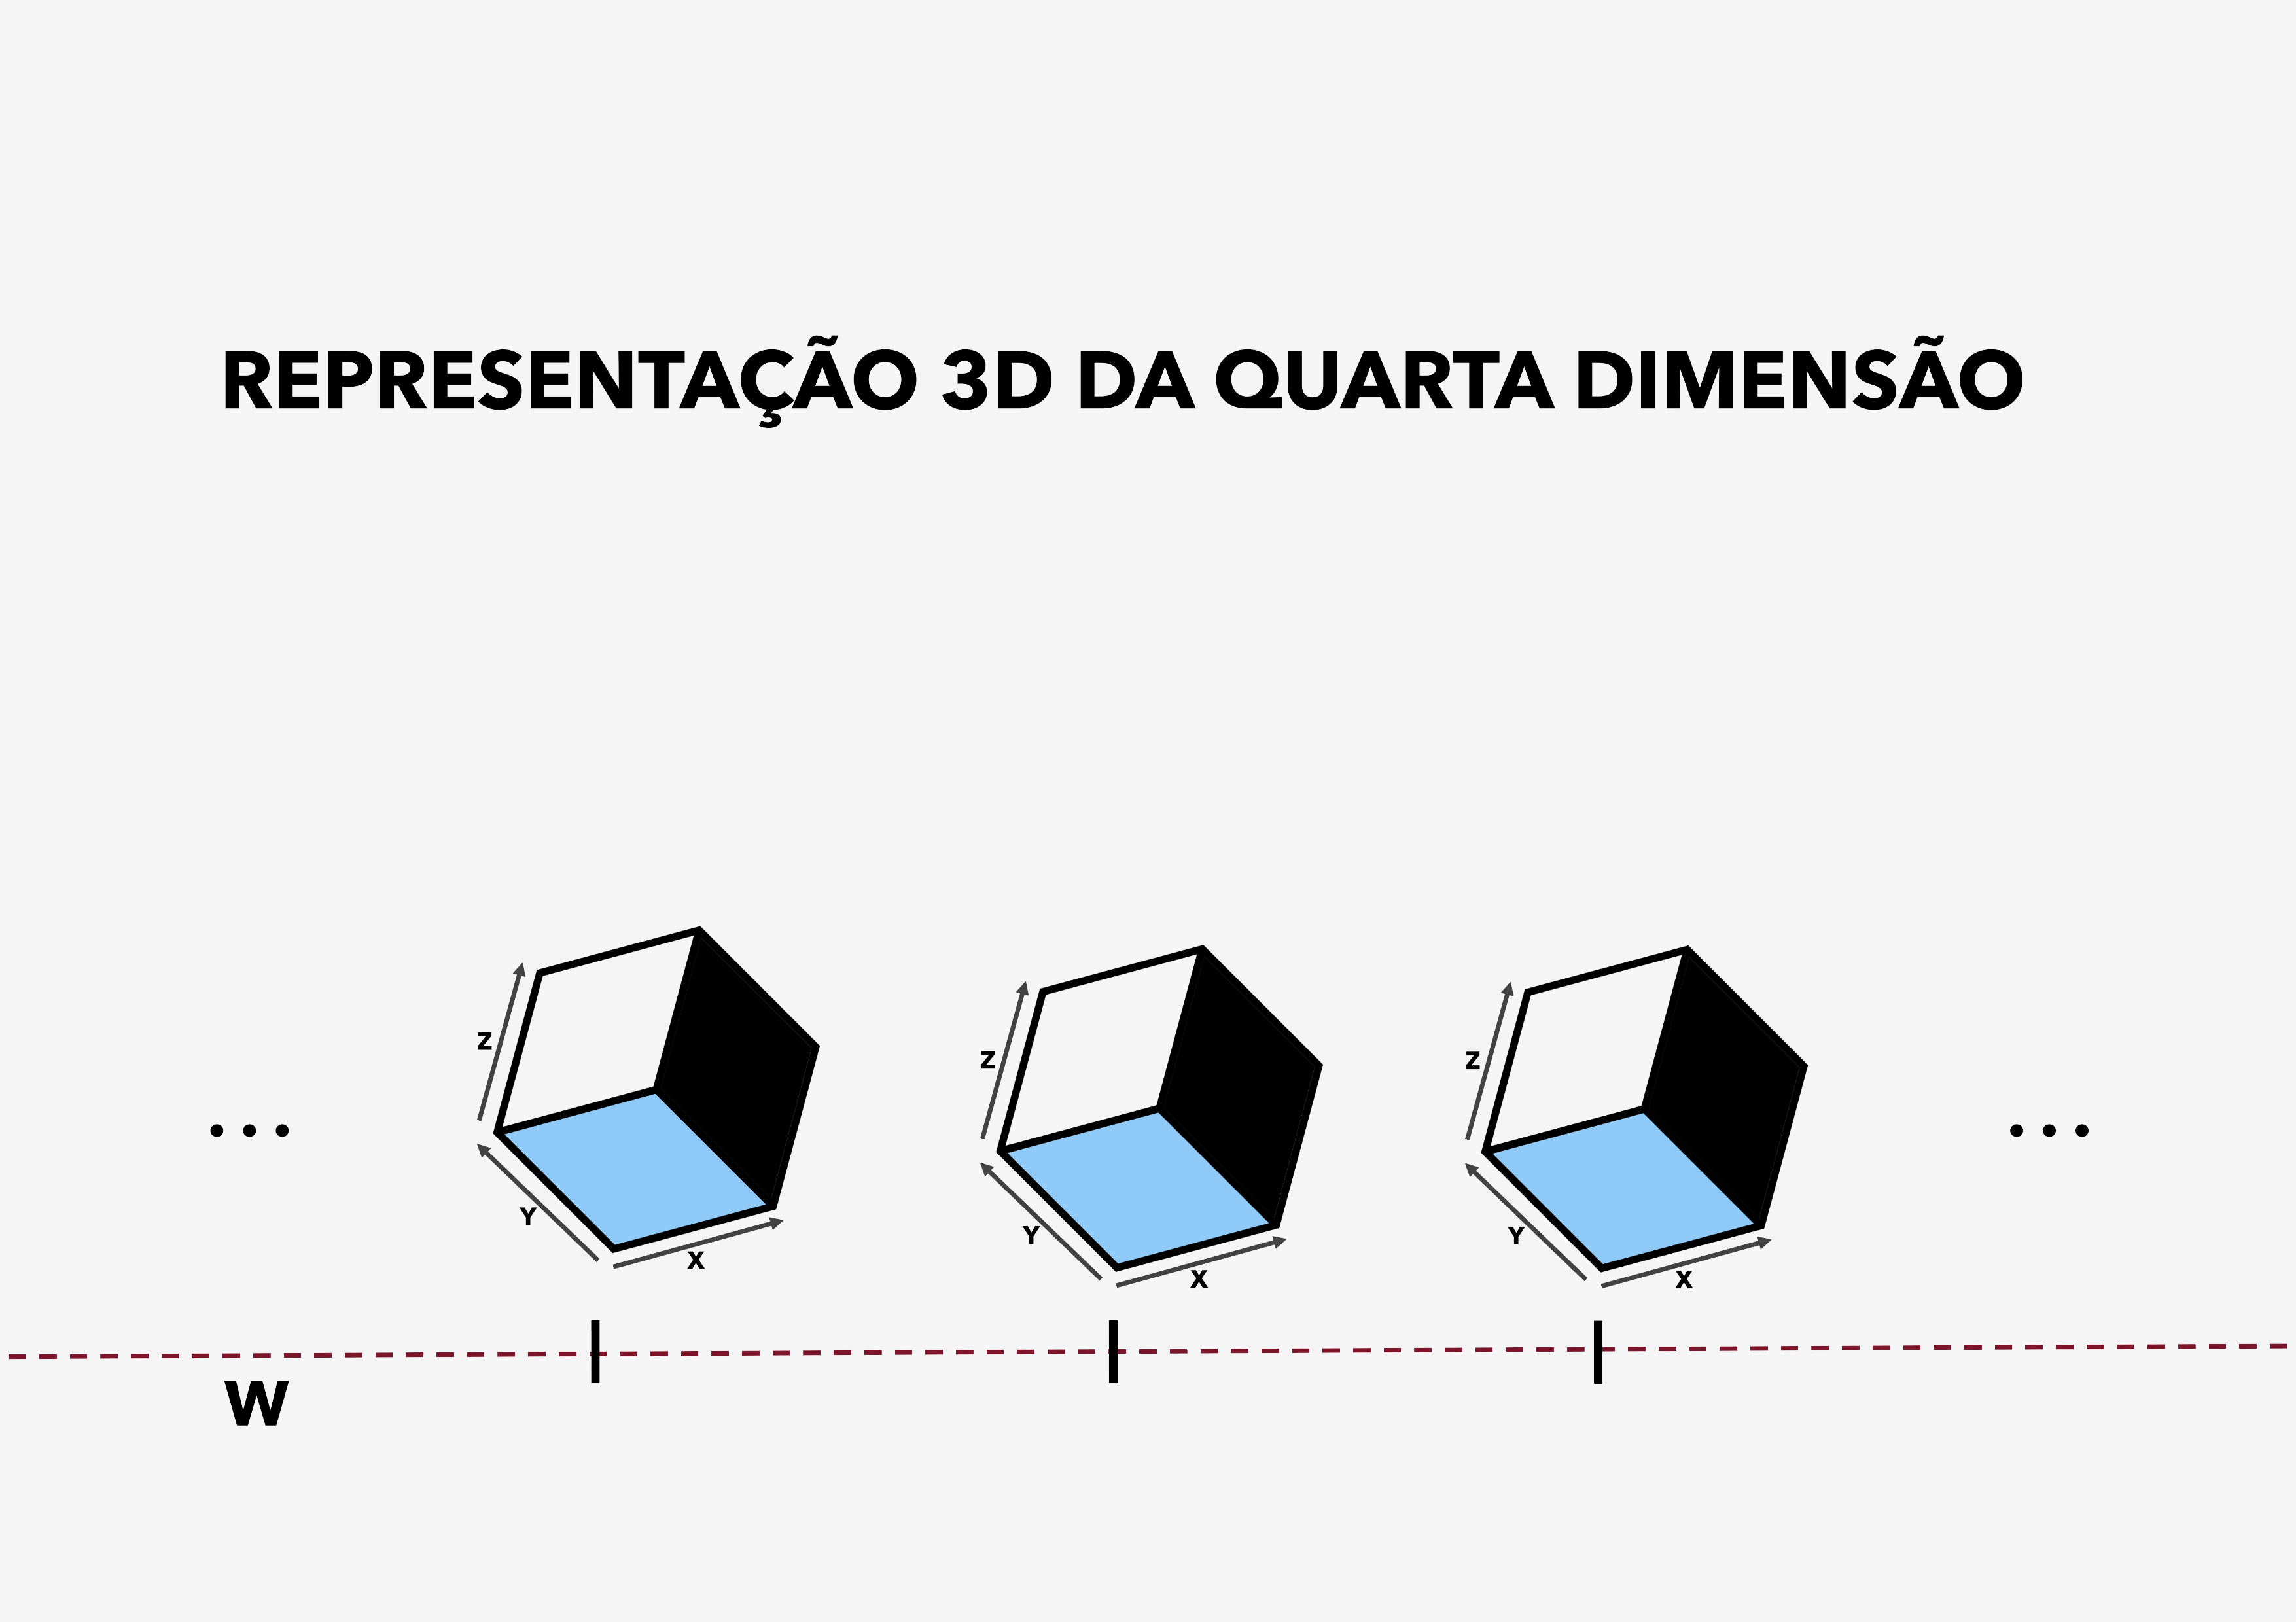 REPRESENTAÇÃO 3D DA QUARTA DIMENSÃO
Z
Y
X
Z
Y
X
Z
Y
X
...
...
W